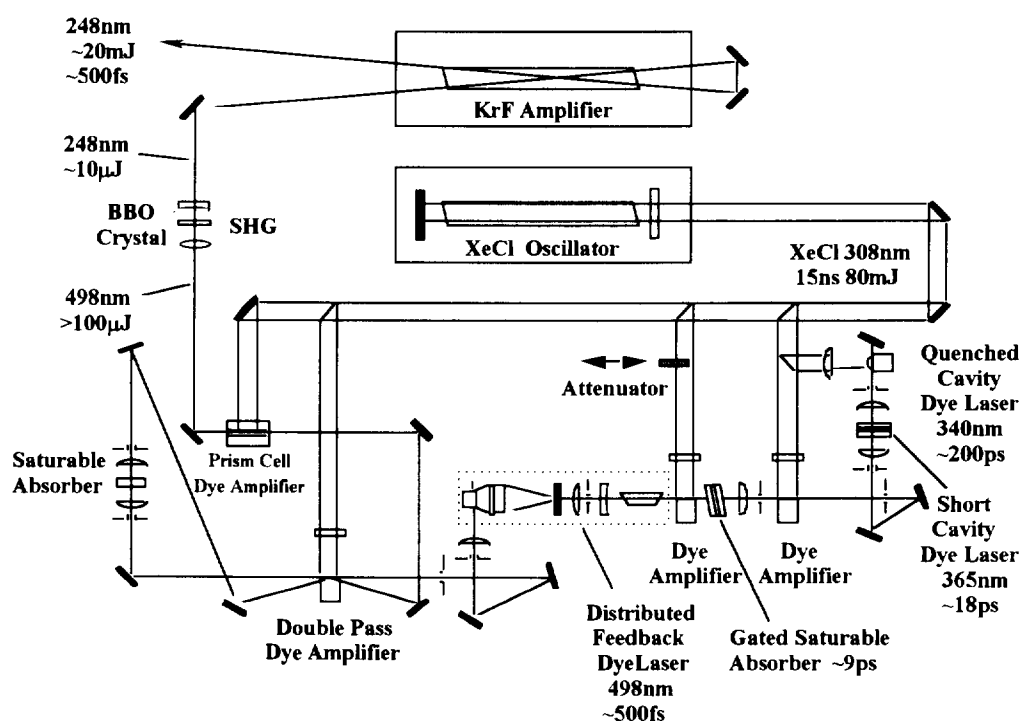 248nm
~20mJ
~500fs
KrF Amplifier
248nm
~10μJ
BBO
Crystal
SHG
XeCl Oscillator
XeCl 308nm
15ns 80mJ
498nm
>100μJ
Attenuator
Quenched
Cavity
Dye Laser
340nm
~200ps
Saturable
Absorber
Prism Cell
Dye Amplifier
Short
Cavity
Dye Laser
365nm
~18ps
Dye
Amplifier
Dye
Amplifier
Double Pass
Dye Amplifier
Distributed
Feedback
DyeLaser
498nm
~500fs
Gated Saturable
Absorber ~9ps